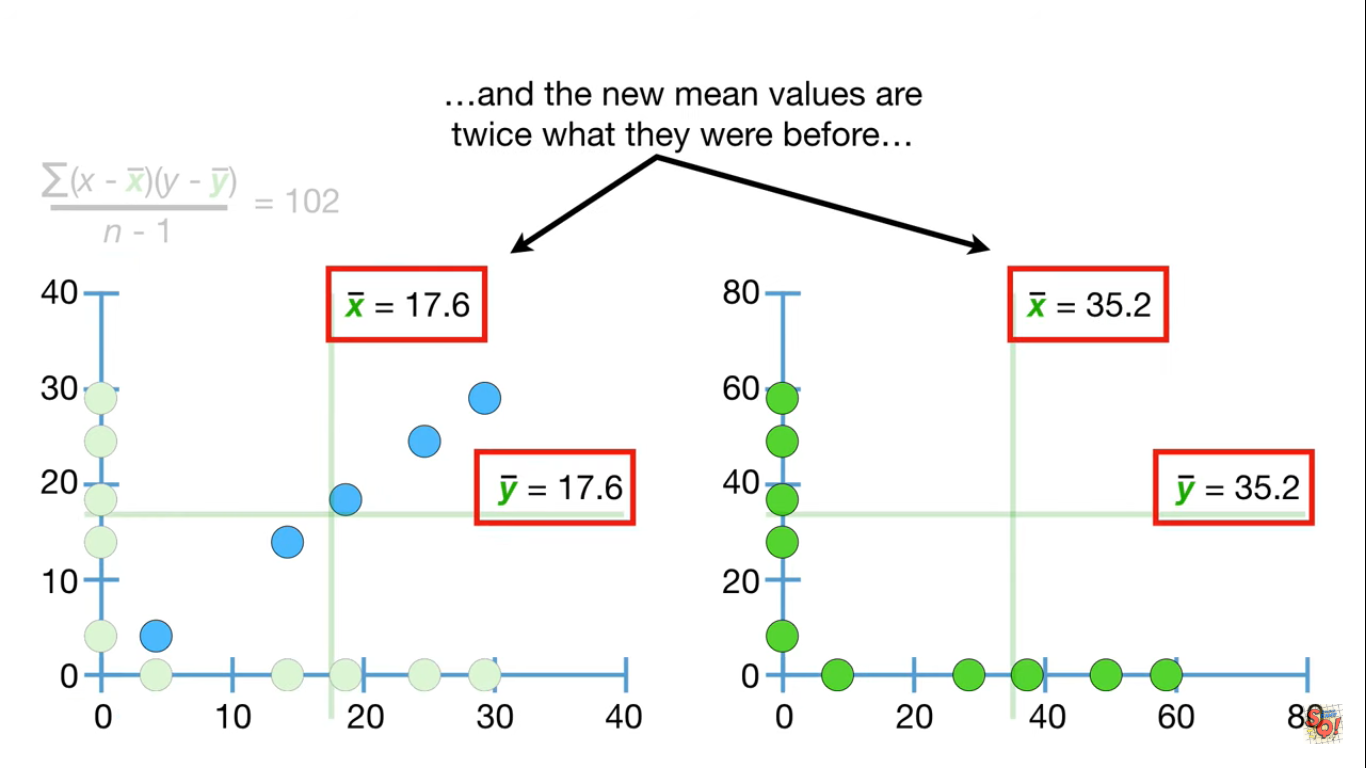 …and the new mean values are
twice what they were before…
∑(x - x̄)(y - ȳ)
n - 1
= 102
x̄ = 17.6
ȳ = 17.6
40
30
20
10
0
0 10 20 30 40
x̄ = 35.2
ȳ = 35.2
80
60
40
20
0
0 20 40 60 80
SQ!